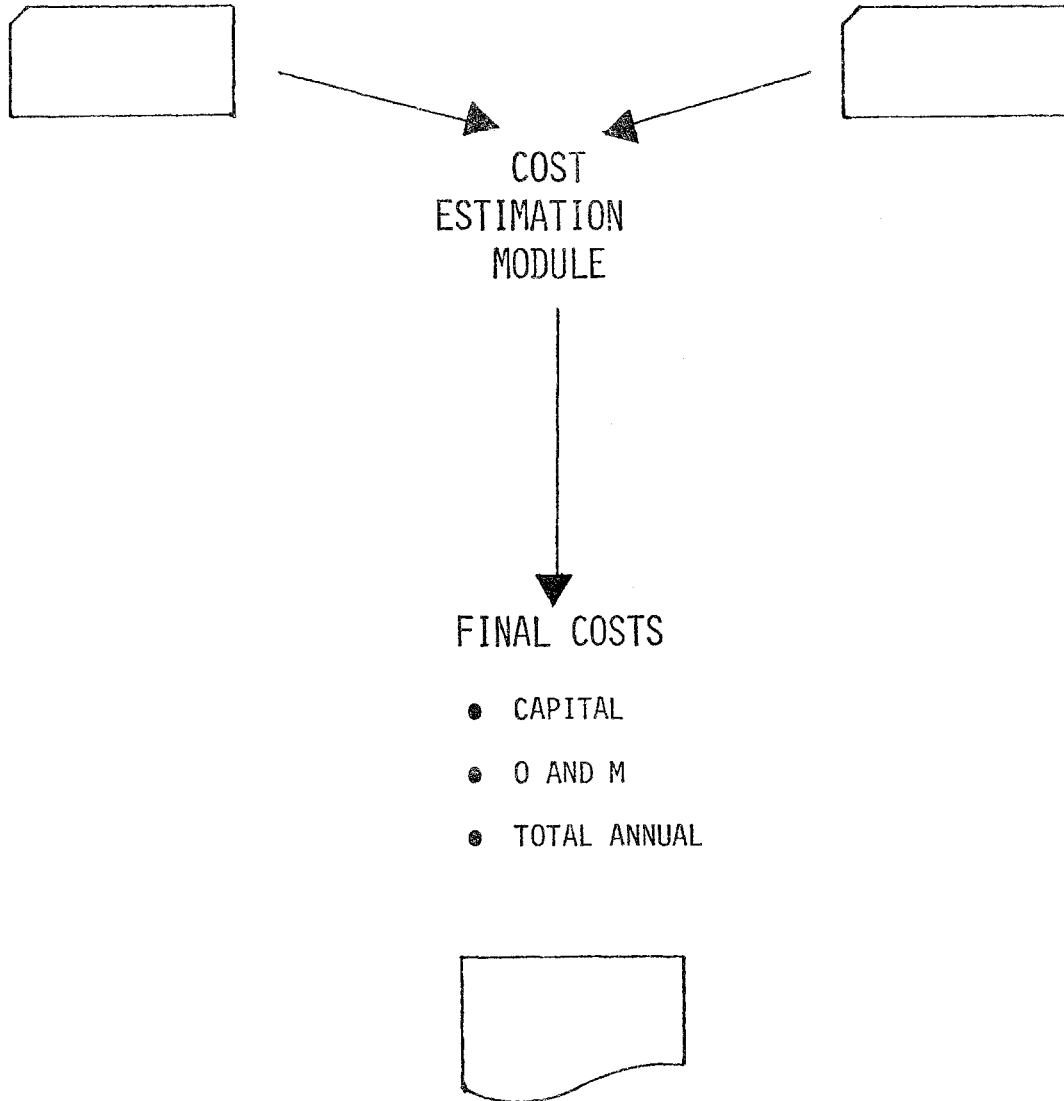 COST
ESTIMATION
MODULE
FINAL COSTS
• CAPITAL
• O AND M
• TOTAL ANNUAL